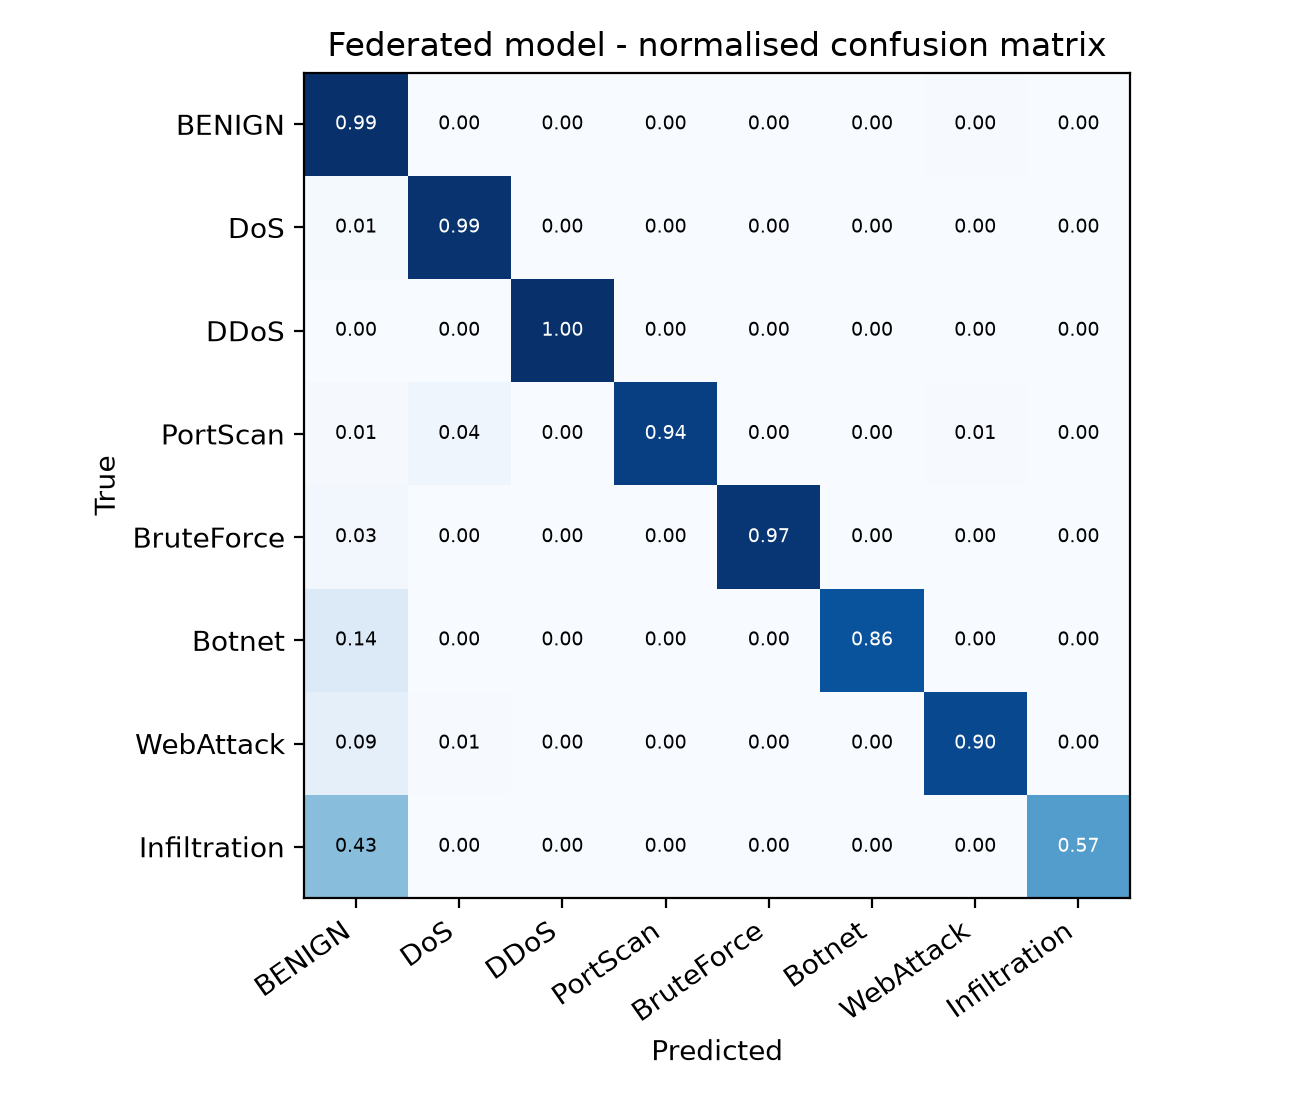 Federated model - normalised confusion matrix
BENIGN 0.99 0.00 0.00 0.00 0.00 0.00 0.00 0.00
DoS 0.01 0.99 0.00 0.00 0.00 0.00 0.00 0.00
DDoS 0.00 0.00 1.00 0.00 0.00 0.00 0.00 0.00
PortScan 0.01 0.04 0.00 0.94 0.00 0.00 0.01 0.00
True
BruteForce 0.03 0.00 0.00 0.00 0.97 0.00 0.00 0.00
Botnet 0.14 0.00 0.00 0.00 0.00 0.86 0.00 0.00
WebAttack 0.09 0.01 0.00 0.00 0.00 0.00 0.90 0.00
Infiltration 0.43 0.00 0.00 0.00 0.00 0.00 0.00 0.57
BENIGN DoS DDoS PortScan BruteForce Botnet WebAttack Infiltration
Predicted